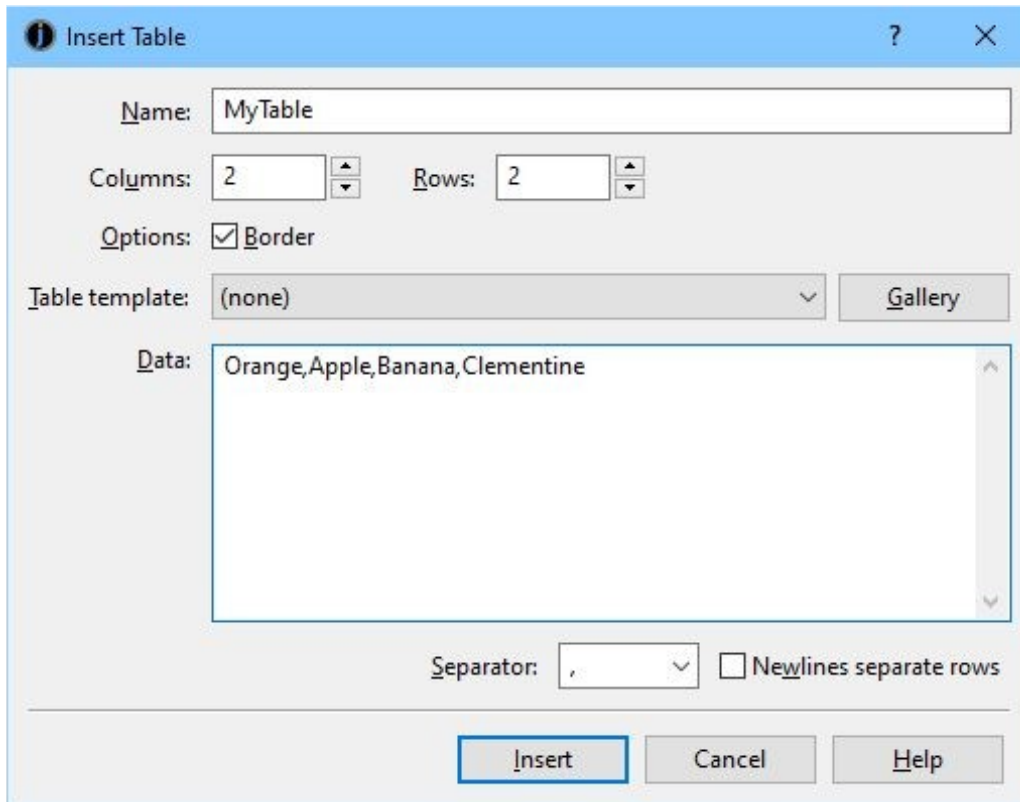 Insert Table ?
Name: MyTable
Columns: 2 Rows: 2
Options: Border
Table template: (none) Gallery
Data: Orange,Apple,Banana,Clementine
Separator: , Newlines separate rows
Insert Cancel Help